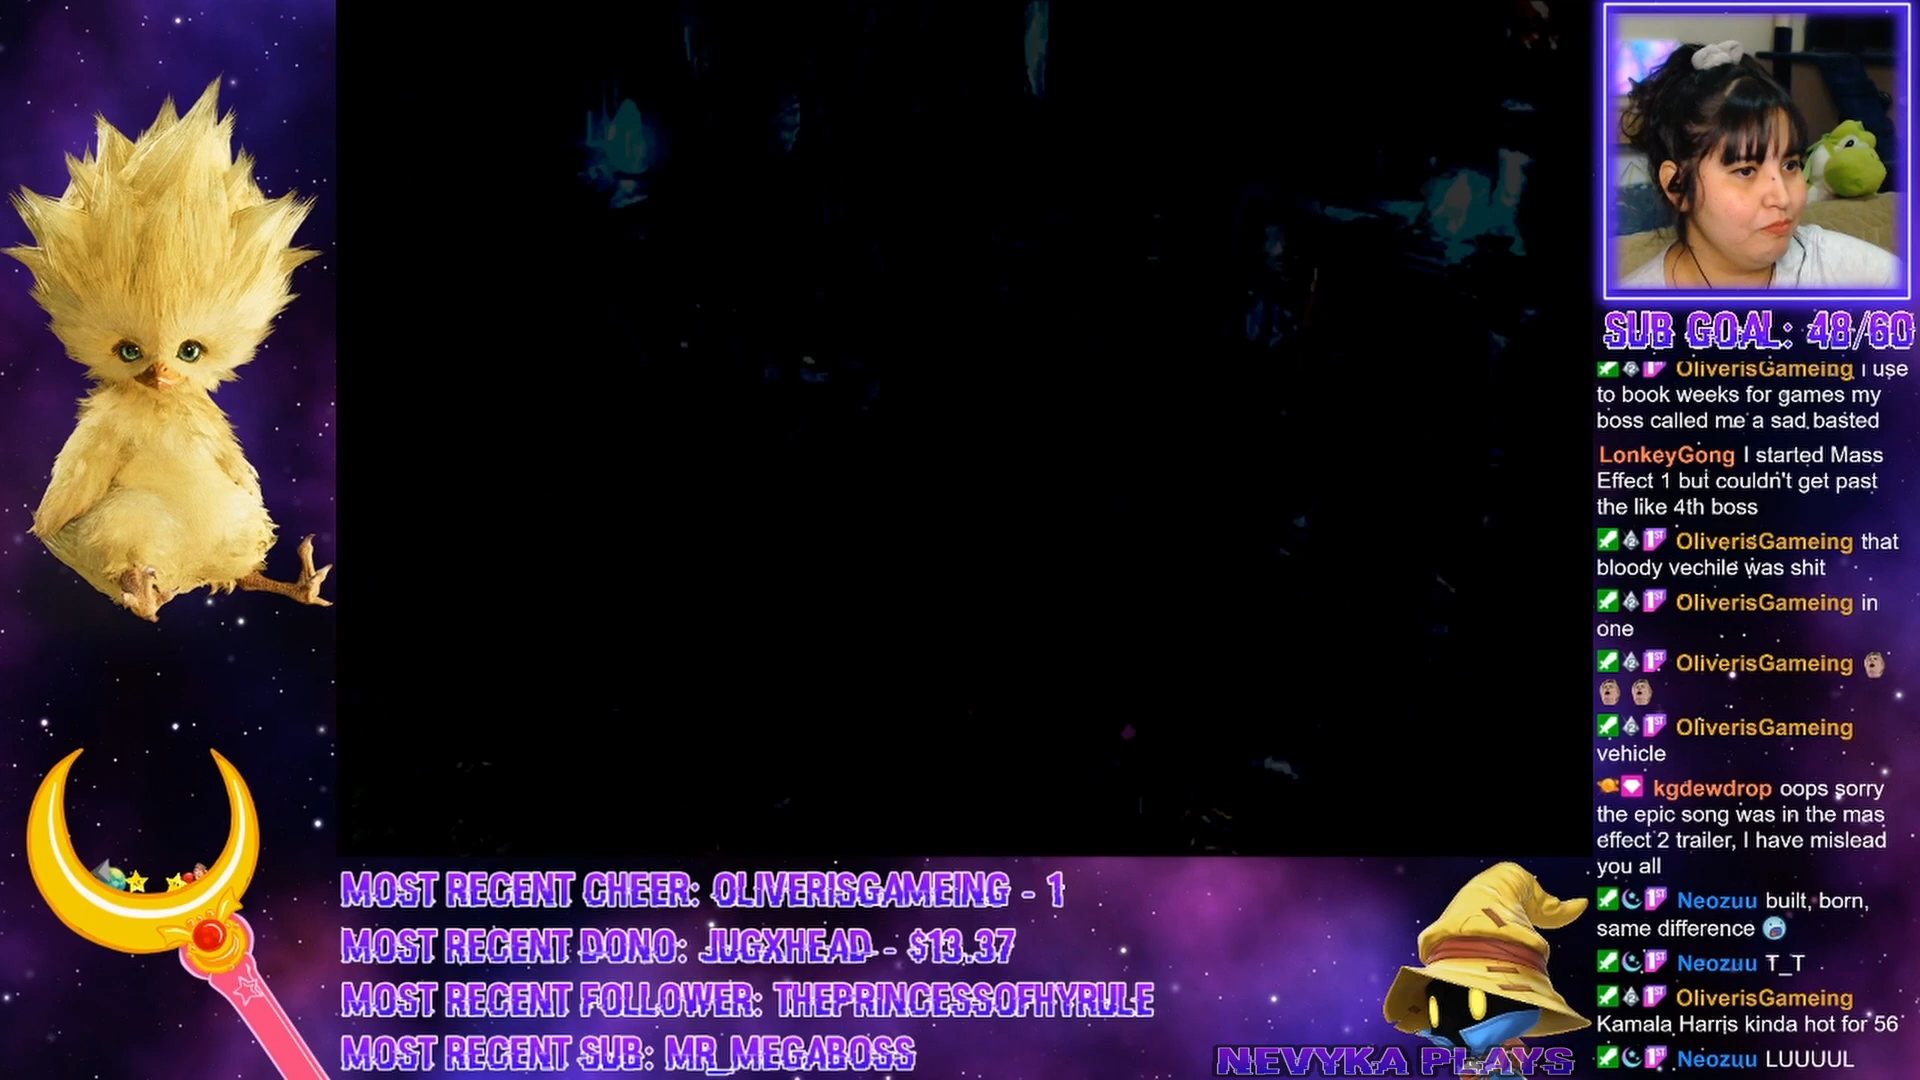 SUB GOAL: 48/60
OliverisGameing i use
to book weeks for games my
boss called me a sad basted
LonkeyGong I started Mass
Effect 1 but couldn't get past
the like 4th boss
OliverisGameing that
bloody vechile was shit
OliverisGameing in
one
OliverisGameing
OliverisGameing
vehicle
kgdewdrop oops sorry
the epic song was in the mas
effect 2 trailer, I have mislead
you all
Neozuu built, born,
same difference
Neozuu T_T
OliverisGameing
Kamala Harris kinda hot for 56
Neozuu LUUUUL
MOST RECENT CHEER: OLIVERISGAMEING - 1
MOST RECENT DONO: JUGXHEAD - $13.37
MOST RECENT FOLLOWER: THEPRINCESSOFHYRULE
MOST RECENT SUB: MR_MEGABOSS
NEVYKA PLAYS